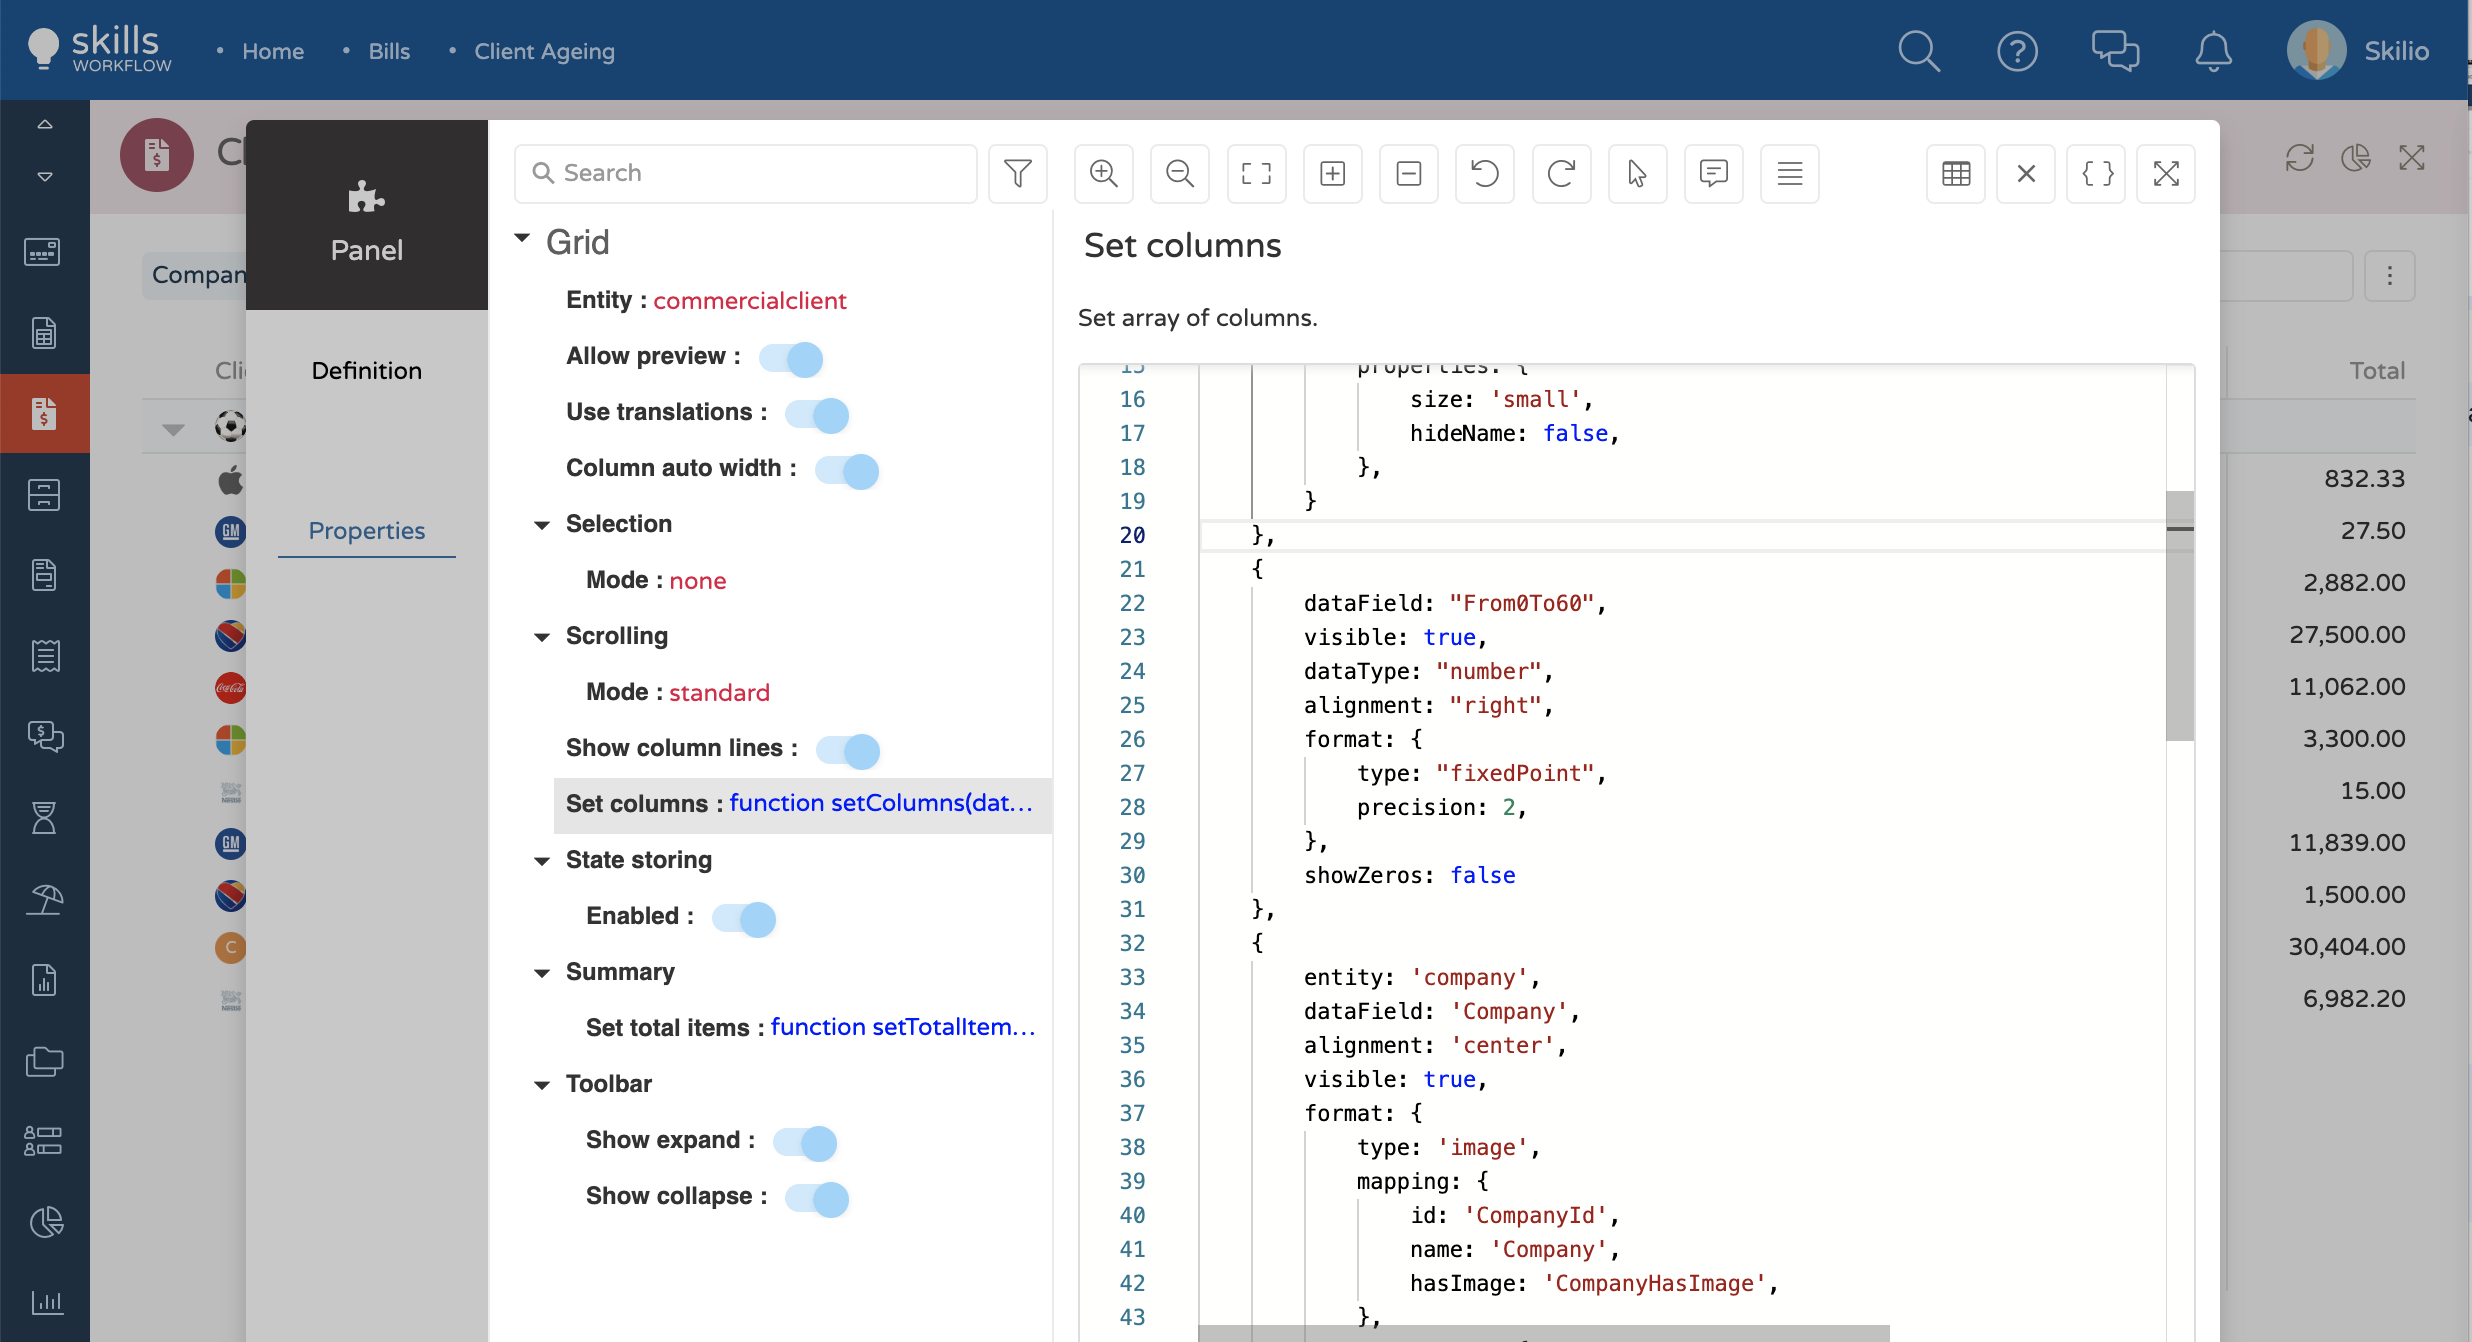 skills
WORKFLOW
• Home • Bills • Client Ageing
Skilio
Panel
Definition
Properties
Search
Grid
Entity : commercialclient
Allow preview :
Use translations :
Column auto width :
Selection
Mode : none
Scrolling
Mode : standard
Show column lines :
Set columns : function setColumns(dat...
State storing
Enabled :
Summary
Set total items : function setTotalItem...
Toolbar
Show expand :
Show collapse :
Set columns
Set array of columns.
15 properties: {
16 size: 'small',
17 hideName: false,
18 },
19 }
20 },
21 {
22 dataField: "From0To60",
23 visible: true,
24 dataType: "number",
25 alignment: "right",
26 format: {
27 type: "fixedPoint",
28 precision: 2,
29 },
30 showZeros: false
31 },
32 {
33 entity: 'company',
34 dataField: 'Company',
35 alignment: 'center',
36 visible: true,
37 format: {
38 type: 'image',
39 mapping: {
40 id: 'CompanyId',
41 name: 'Company',
42 hasImage: 'CompanyHasImage',
43 },
Total
832.33
27.50
2,882.00
27,500.00
11,062.00
3,300.00
15.00
11,839.00
1,500.00
30,404.00
6,982.20
GM
Coca-Cola
Nestle
GM
C
Nestle